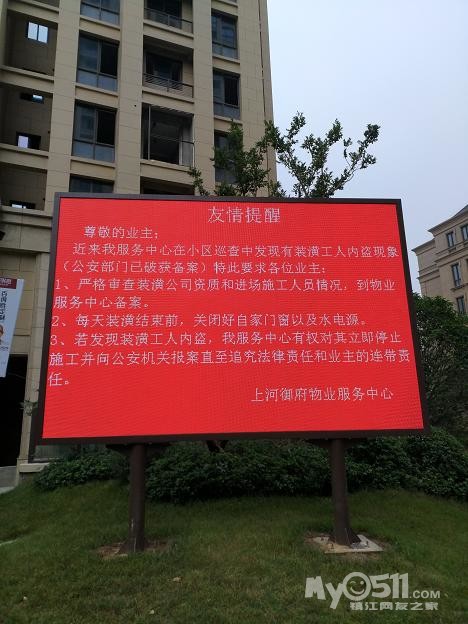 友情提醒
尊敬的业主:
近来我服务中心在小区巡查中发现有装潢工人内盗现象
(公安部门已破获备案)特此要求各位业主:
1、严格审查装潢公司资质和进场施工人员情况,到物业
服务中心备案。
2、每天装潢结束前,关闭好自家门窗以及水电源。
3、若发现装潢工人内盗,我服务中心有权对其立即停止
施工并向公安机关报案直至追究法律责任和业主的连带责
任。
上河御府物业服务中心
My0511.com
镇江网友之家